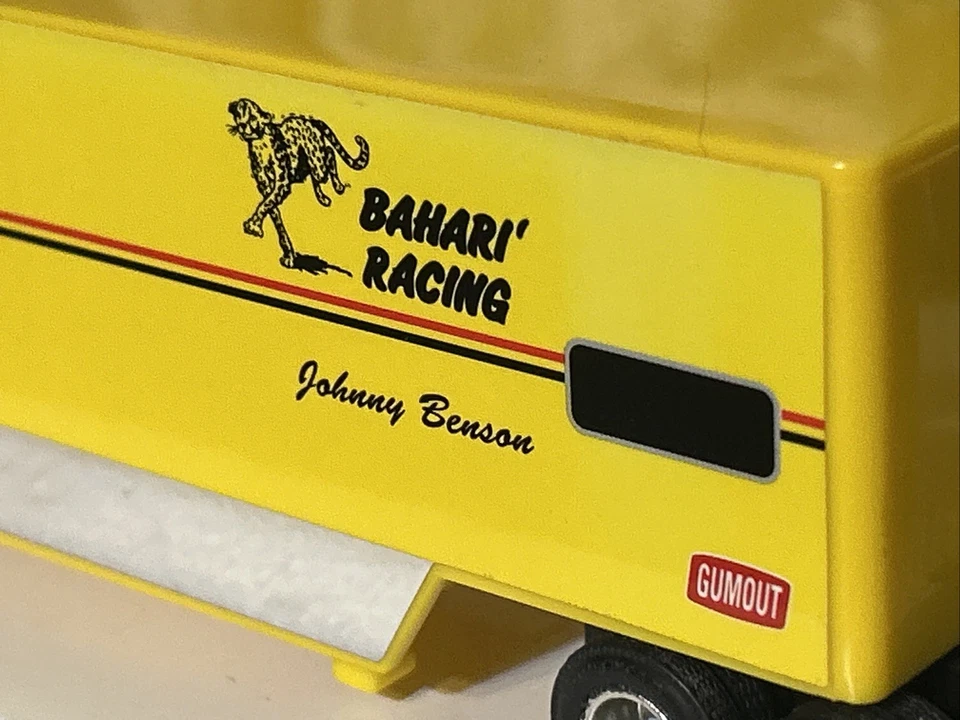 BAHARI'
RACING
Johnny Benson
GUMOUT